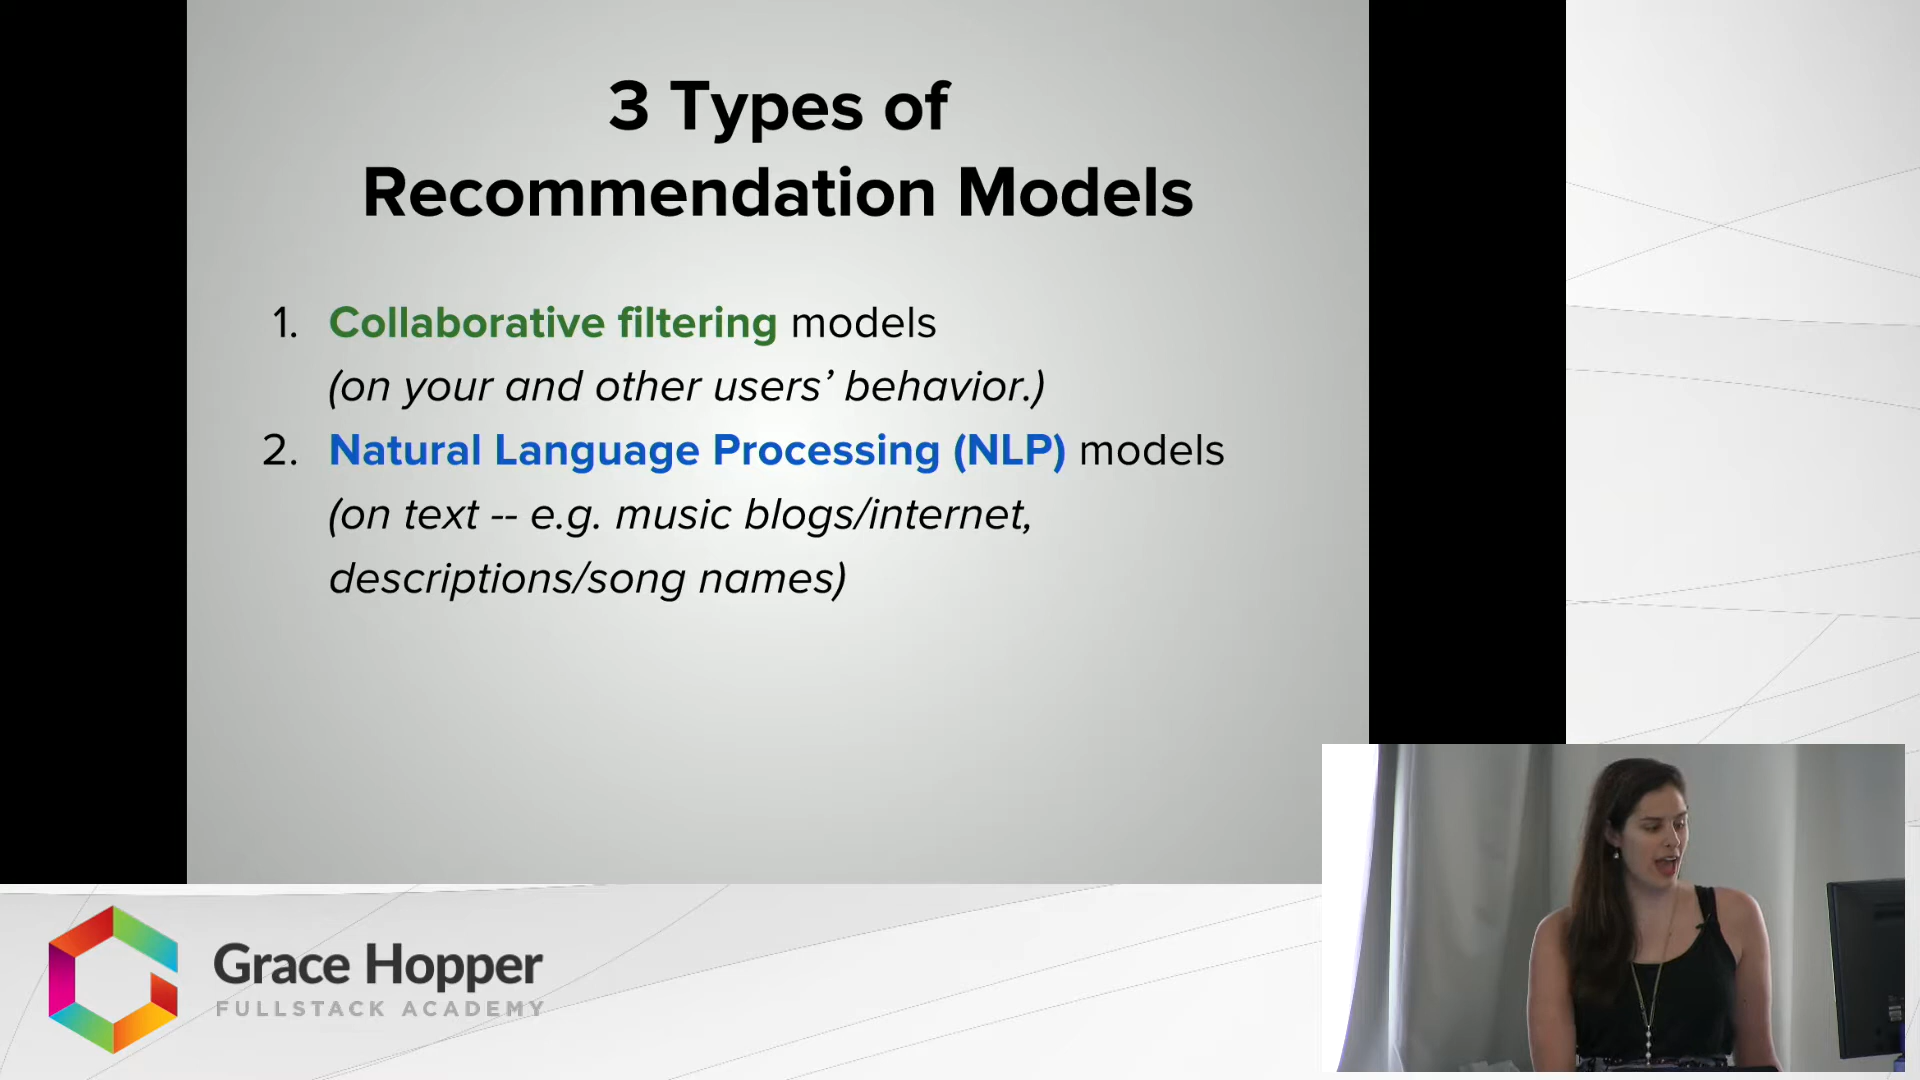 3 Types of
Recommendation Models
1. Collaborative filtering models
(on your and other users’ behavior.)
2. Natural Language Processing (NLP) models
(on text -- e.g. music blogs/internet,
descriptions/song names)
Grace Hopper
FULLSTACK ACADEMY